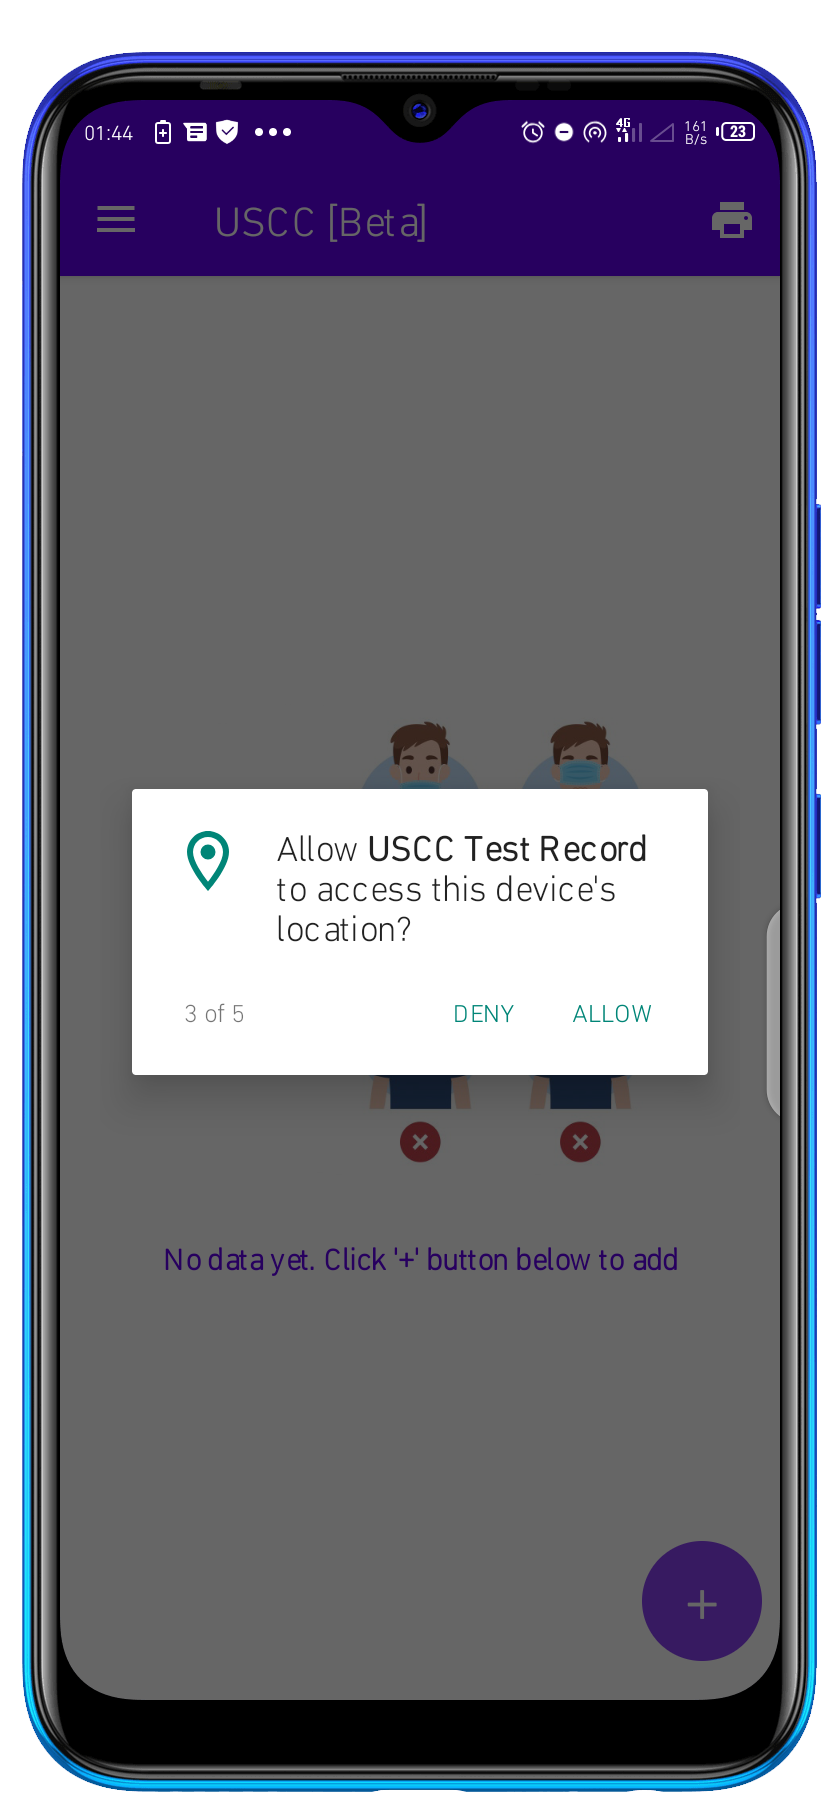 01:44
4G
161
B/s
23
USCC [Beta]
Allow USCC Test Record
to access this device's
location?
3 of 5
DENY
ALLOW
No data yet. Click '+' button below to add
+